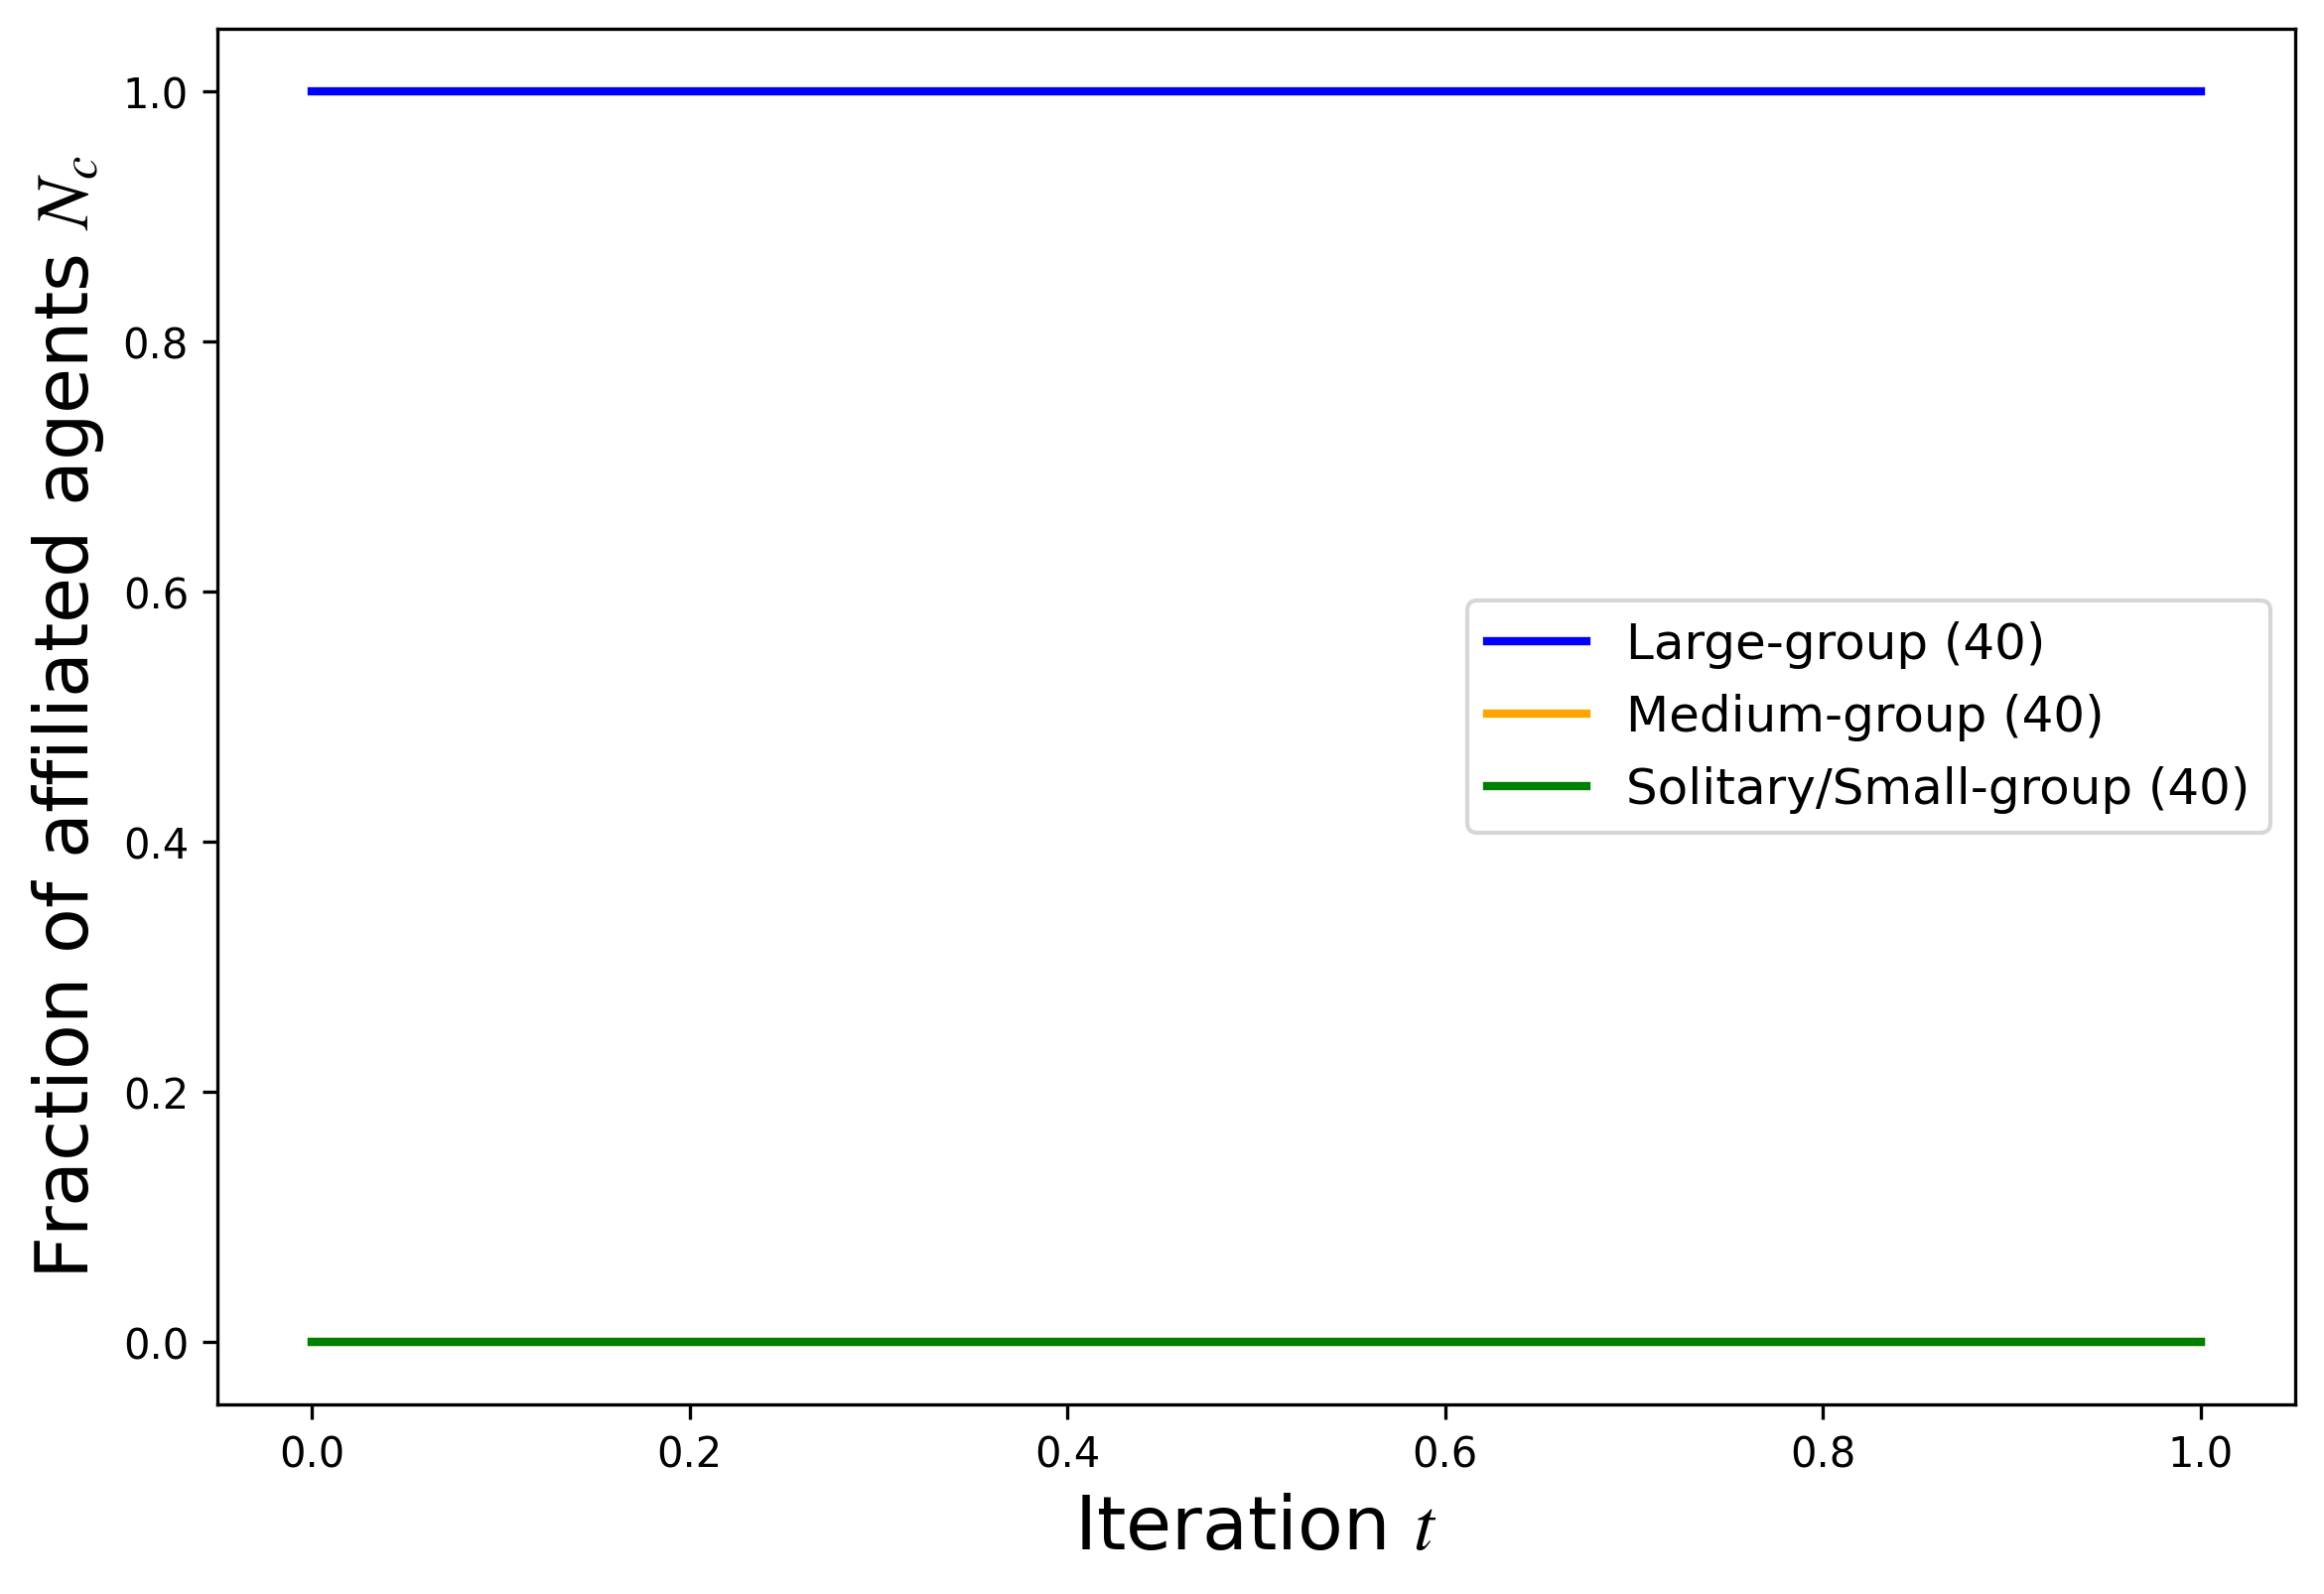 Fraction of affiliated agents N_c
1.0
0.8
0.6
0.4
0.2
0.0
Large-group (40)
Medium-group (40)
Solitary/Small-group (40)
0.0 0.2 0.4 0.6 0.8 1.0
Iteration t